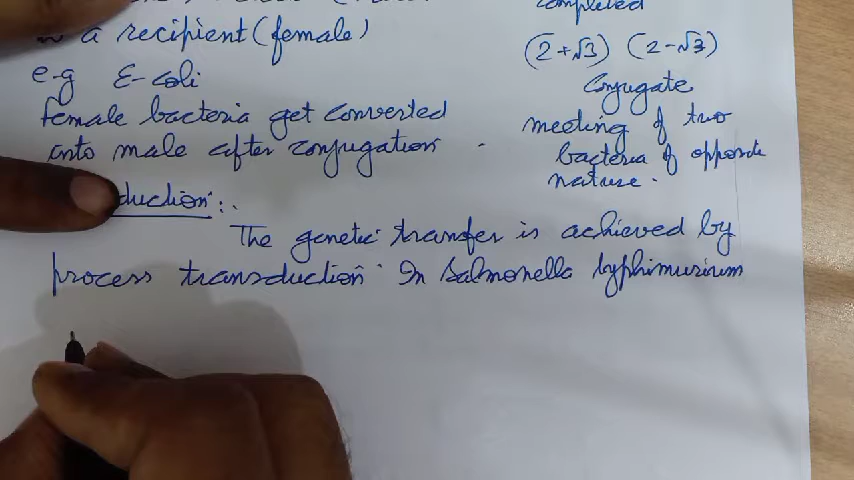 completed
a recipient (female)
(2+√3) (2-√3)
e-g E-coli
Conjugate
female bacteria get converted
meeting of two
into male after conjugation.
bacteria of opposite
nature.
duction:.
The genetic transfer is achieved by
process transduction. In Salmonella typhimurium